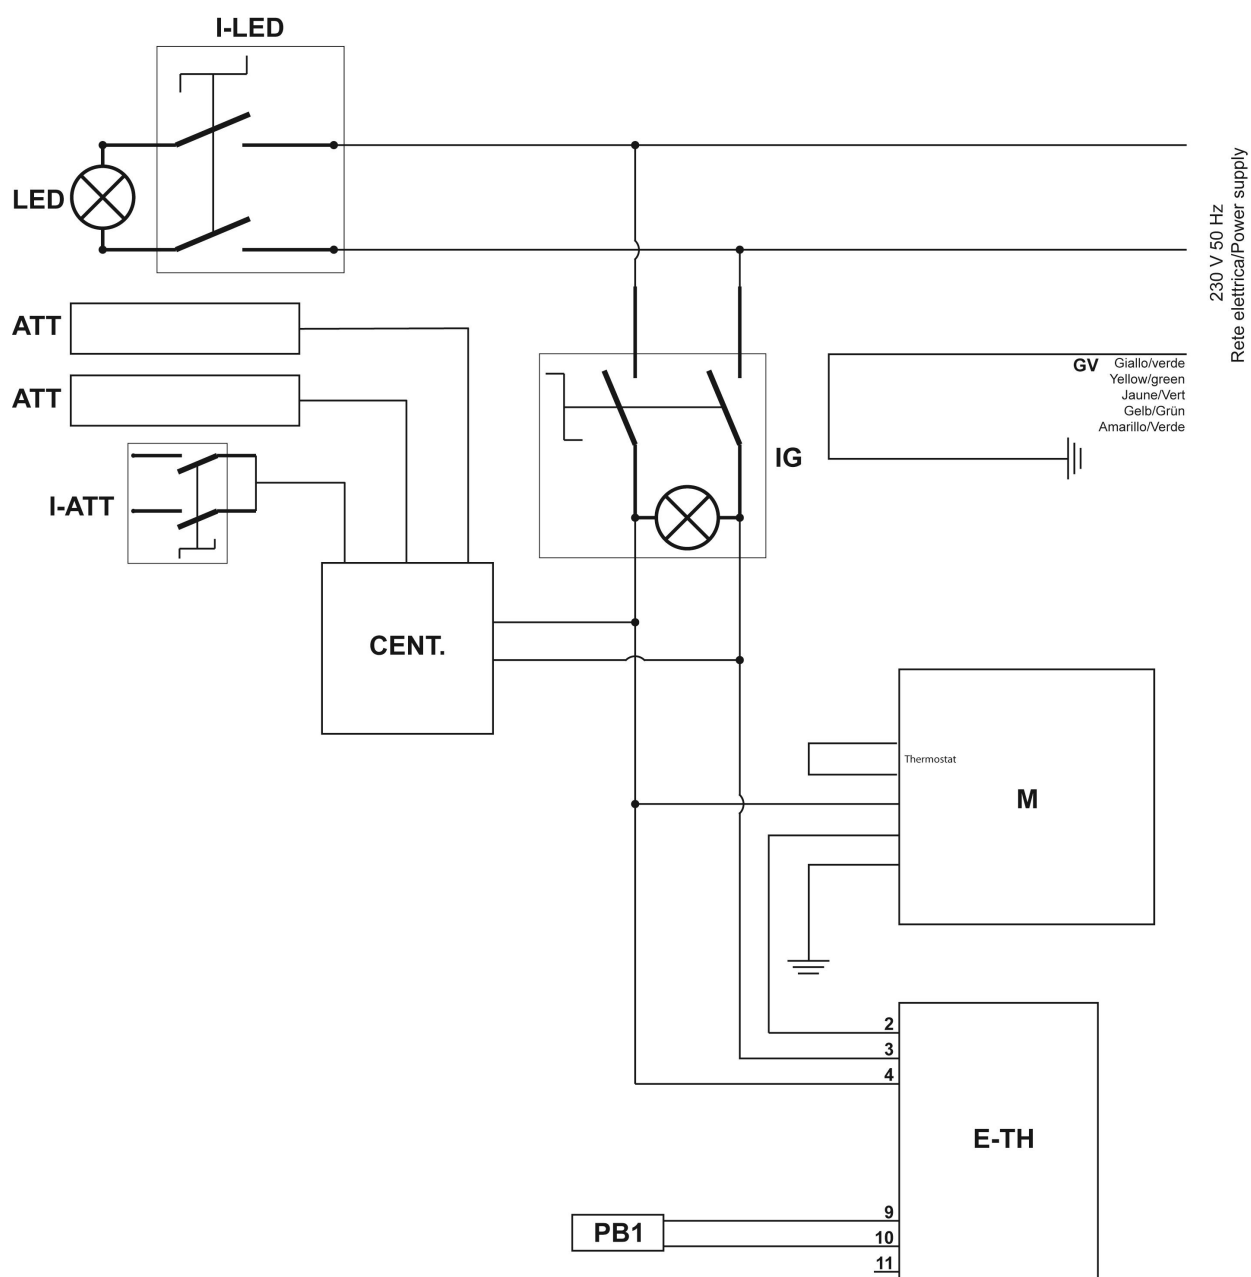 I-LED
LED
230 V 50 Hz
Rete elettrica/Power supply
ATT
ATT
GV
Giallo/verde
Yellow/green
Jaune/Vert
Gelb/Grün
Amarillo/Verde
IG
I-ATT
CENT.
Thermostat
M
2
3
4
E-TH
9
PB1
10
11